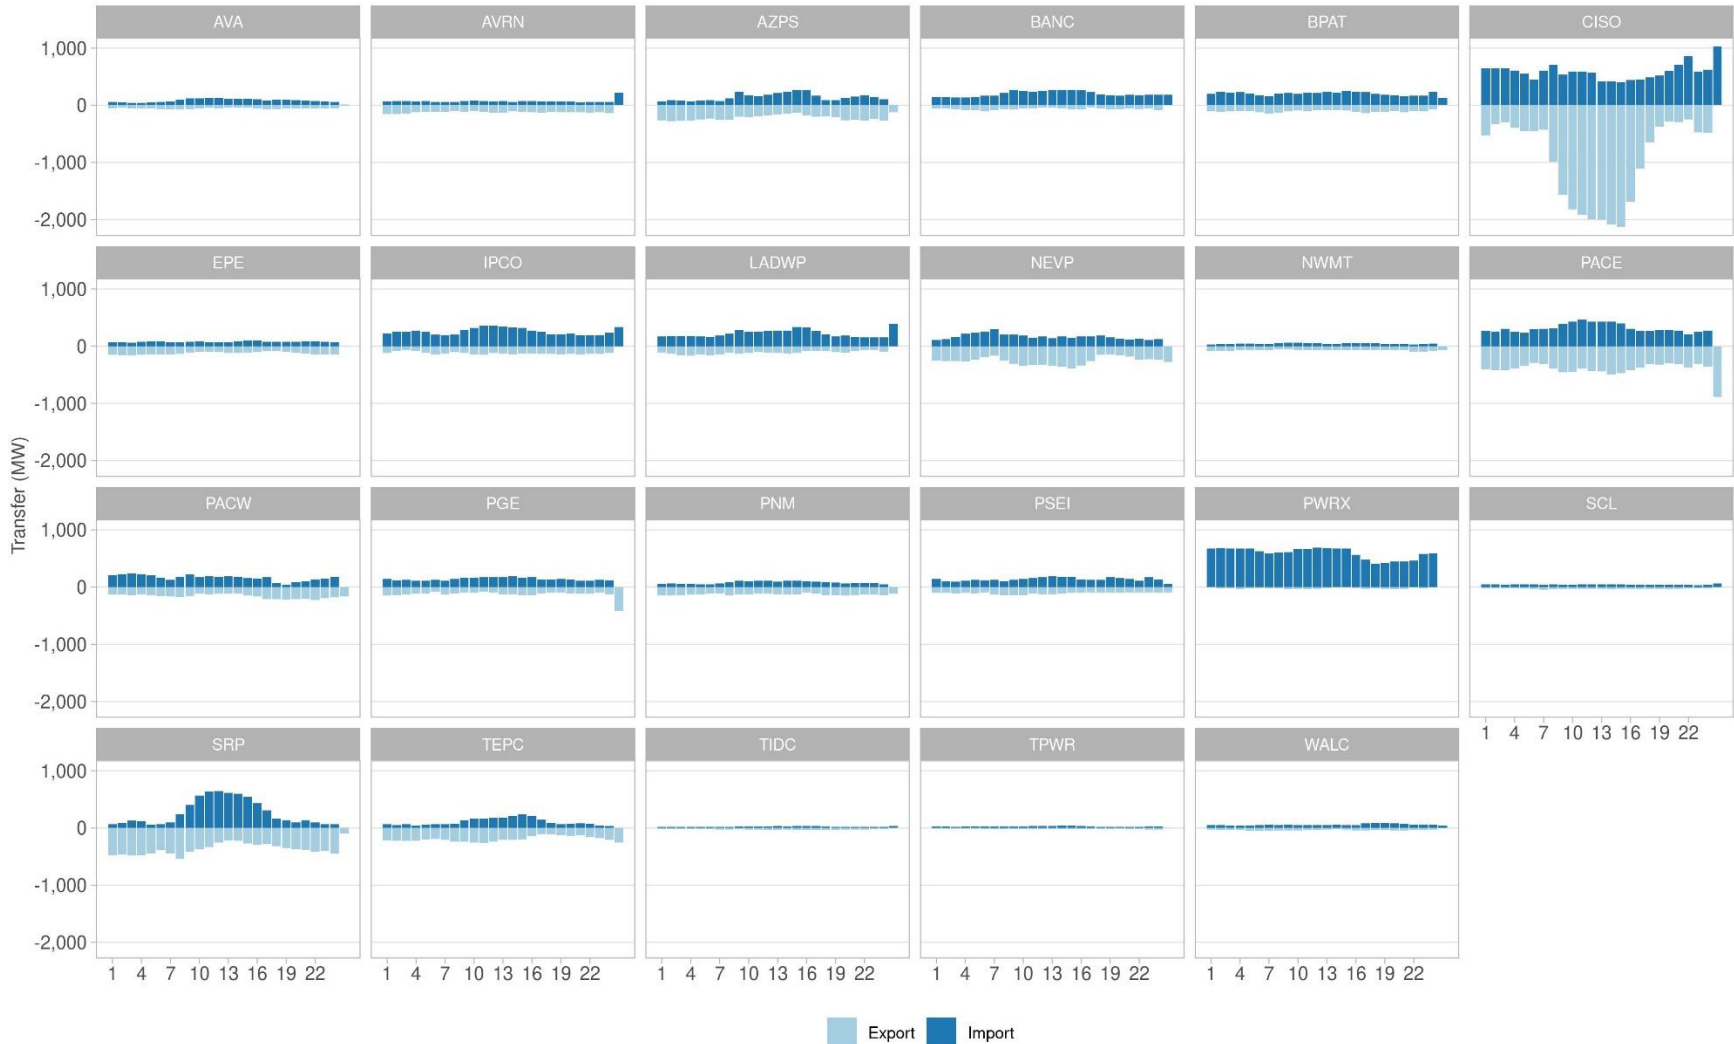 AVA AVRN AZPS BANC BPAT CISO
1,000
0
-1,000
-2,000
EPE IPCO LADWP NEVP NWMT PACE
1,000
0
-1,000
-2,000
Transfer (MW)
PACW PGE PNM PSEI PWRX SCL
1,000
0
-1,000
-2,000
1 4 7 10 13 16 19 22
SRP TEPC TIDC TPWR WALC
1,000
0
-1,000
-2,000
1 4 7 10 13 16 19 22 1 4 7 10 13 16 19 22 1 4 7 10 13 16 19 22 1 4 7 10 13 16 19 22 1 4 7 10 13 16 19 22
Export Import